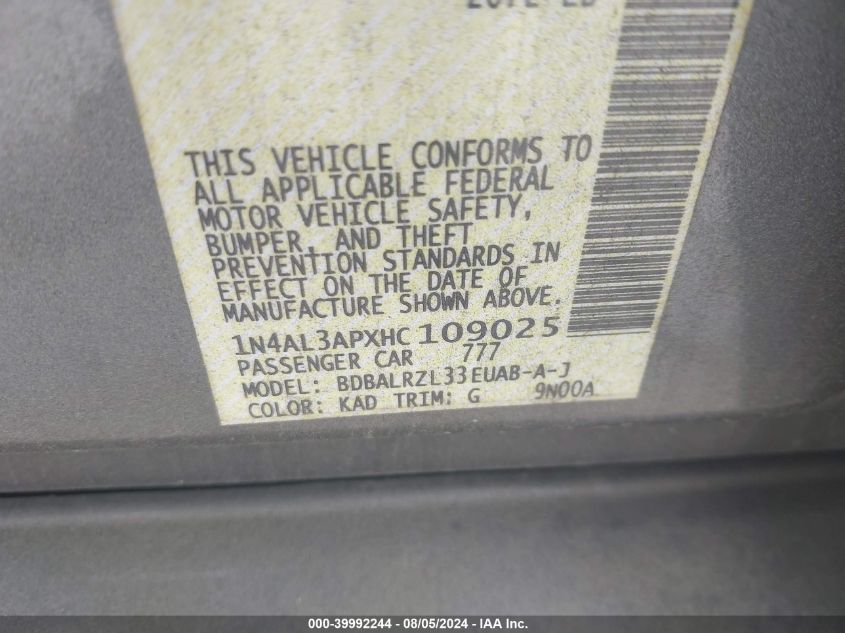 THIS VEHICLE CONFORMS TO
ALL APPLICABLE FEDERAL
MOTOR VEHICLE SAFETY,
BUMPER, AND THEFT
PREVENTION STANDARDS IN
EFFECT ON THE DATE OF
MANUFACTURE SHOWN ABOVE.
1N4AL3APXHC 109025
PASSENGER CAR 777
MODEL: BDBALRZL33EUAB-A-J
COLOR: KAD TRIM: G 9N00A
000-39992244 - 08/05/2024 - IAA Inc.